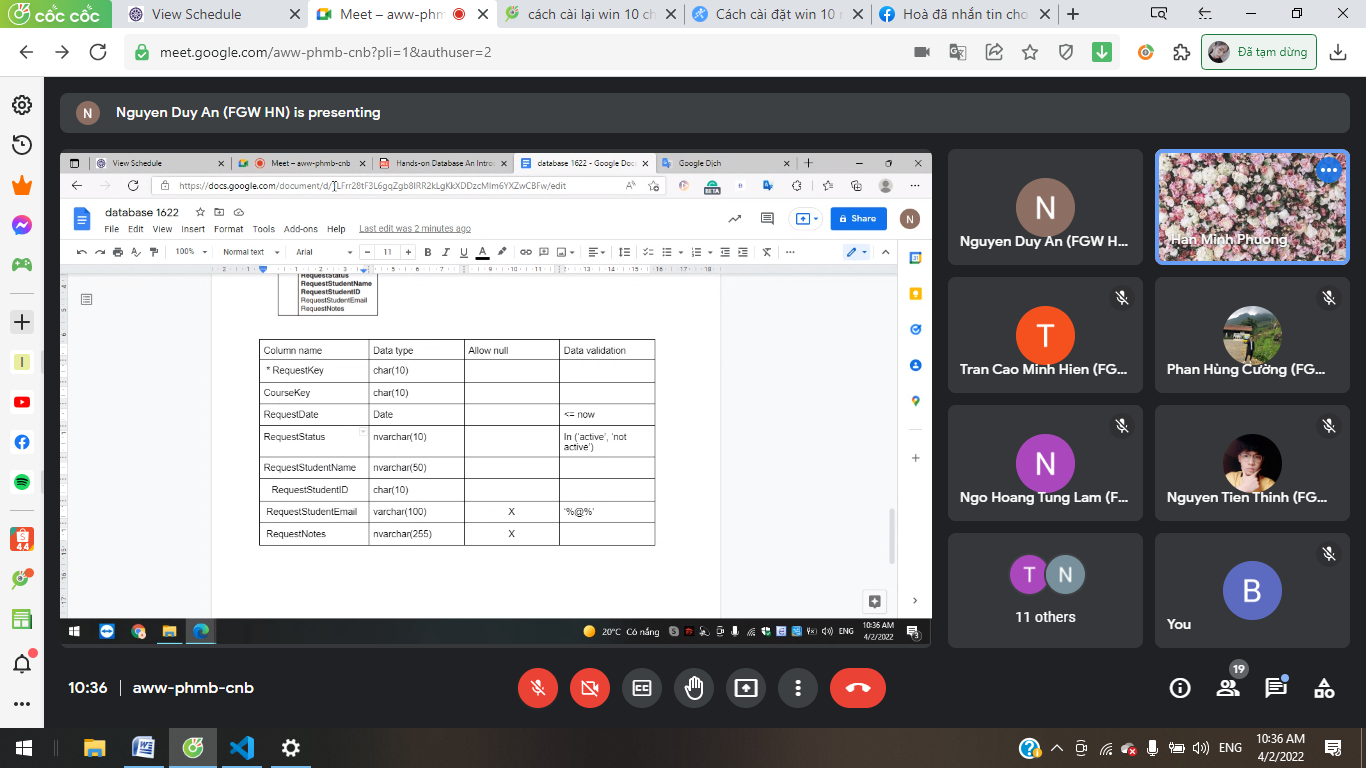 cốc cốc
View Schedule
Meet – aww-phm
cách cài lại win 10 ch
Cách cài đặt win 10
Hoà đã nhắn tin cho
meet.google.com/aww-phmb-cnb?pli=1&authuser=2
Đã tạm dừng
N
Nguyen Duy An (FGW HN) is presenting
View Schedule
Meet – aww-phmb-cnb
Hands-on Database An Intro
database 1622 - Google Doc
Google Dịch
BETA
File Edit View Insert Format Tools Add-ons Help
database 1622
Last edit was 2 minutes ago
Share
N
100%
Normal text
Arial
11
B I U A
RequestStatus
RequestStudentName
RequestStudentID
RequestStudentEmail
RequestNotes
Column name Data type Allow null Data validation
* RequestKey char(10)
CourseKey char(10)
RequestDate Date <= now
RequestStatus nvarchar(10) In ('active', 'not
active')
RequestStudentName nvarchar(50)
RequestStudentID char(10)
RequestStudentEmail varchar(100) X '%@%'
RequestNotes nvarchar(255) X
20°C Có nắng
ENG
10:36 AM
4/2/2022
3
N
Nguyen Duy An (FGW H...
Han Minh Phuong
T
Tran Cao Minh Hien (FG...
Phan Hùng Cường (FG...
N
Ngo Hoang Tung Lam (F...
Nguyen Tien Thinh (FG...
T N
11 others
B
You
I
4.4
10:36 | aww-phmb-cnb
CC
19
ENG
10:36 AM
4/2/2022